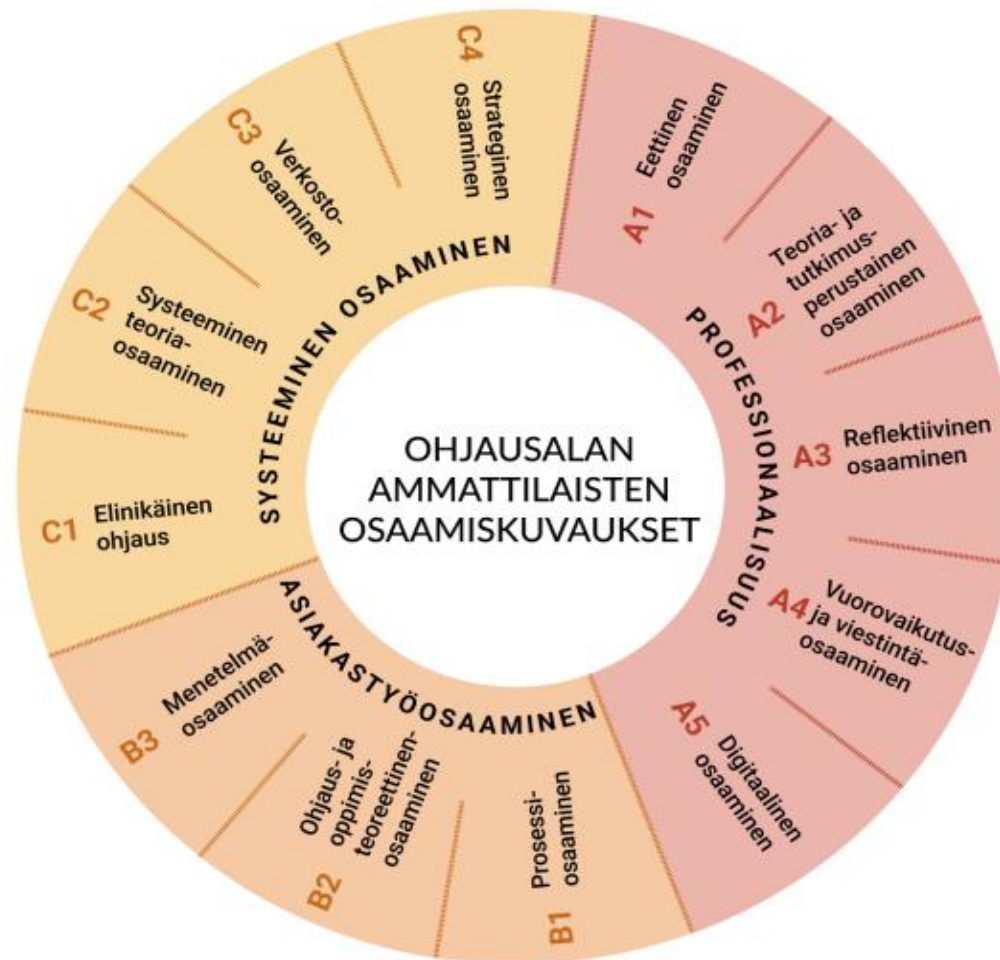 OHJAUSALAN
AMMATTILAISTEN
OSAAMISKUVAUKSET
PROFESSIONAALISUUS
A1
Eettinen
osaaminen
A2
Teoria- ja
tutkimus-
perustainen
osaaminen
A3
Reflektiivinen
osaaminen
A4
Vuorovaikutus-
ja viestintä-
osaaminen
A5
Digitaalinen
osaaminen
ASIAKASTYÖOSAAMINEN
B1
Prosessi-
osaaminen
B2
Ohjaus- ja
oppimis-
teoreettinen-
osaaminen
B3
Menetelmä-
osaaminen
SYSTEEMINEN OSAAMINEN
C1
Elinikäinen
ohjaus
C2
Systeeminen
teoria-
osaaminen
C3
Verkosto-
osaaminen
C4
Strateginen
osaaminen